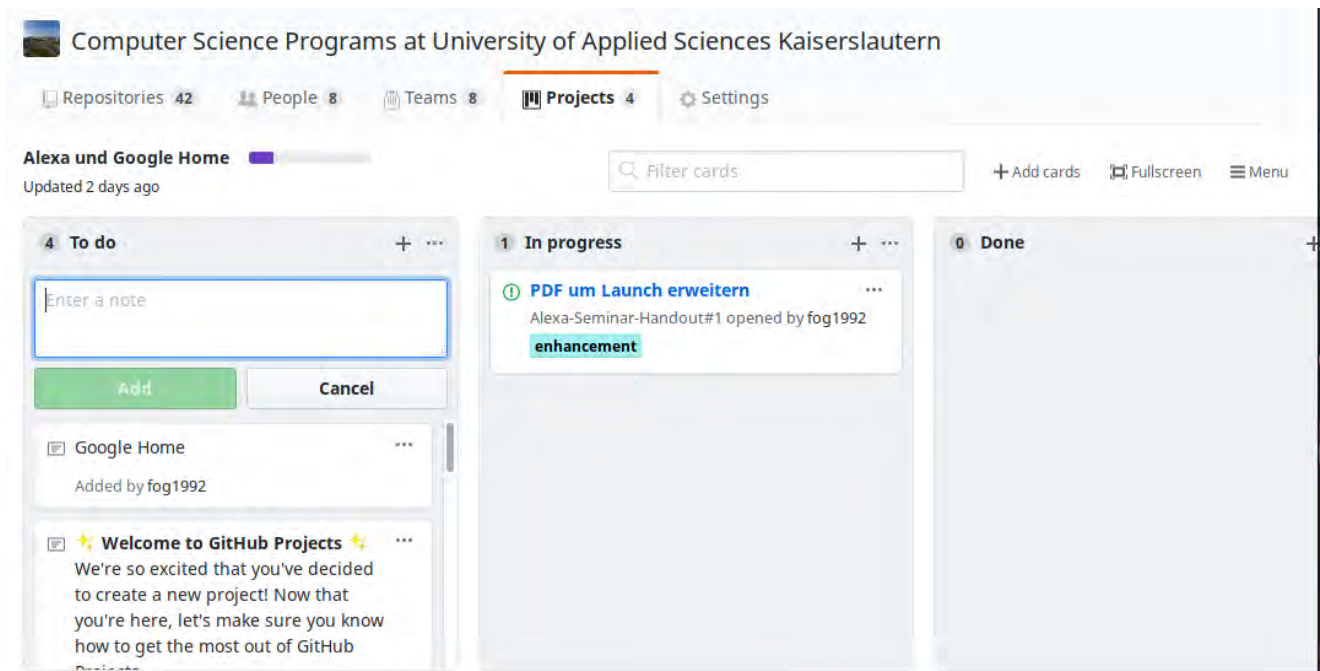 Computer Science Programs at University of Applied Sciences Kaiserslautern
Repositories 42 People 8 Teams 8 Projects 4 Settings
Alexa und Google Home
Updated 2 days ago
Filter cards
+ Add cards Fullscreen Menu
4 To do + ...
Enter a note
Add Cancel
Google Home ...
Added by fog1992
✨ Welcome to GitHub Projects ✨ ...
We're so excited that you've decided
to create a new project! Now that
you're here, let's make sure you know
how to get the most out of GitHub
1 In progress + ...
PDF um Launch erweitern ...
Alexa-Seminar-Handout#1 opened by fog1992
enhancement
0 Done +